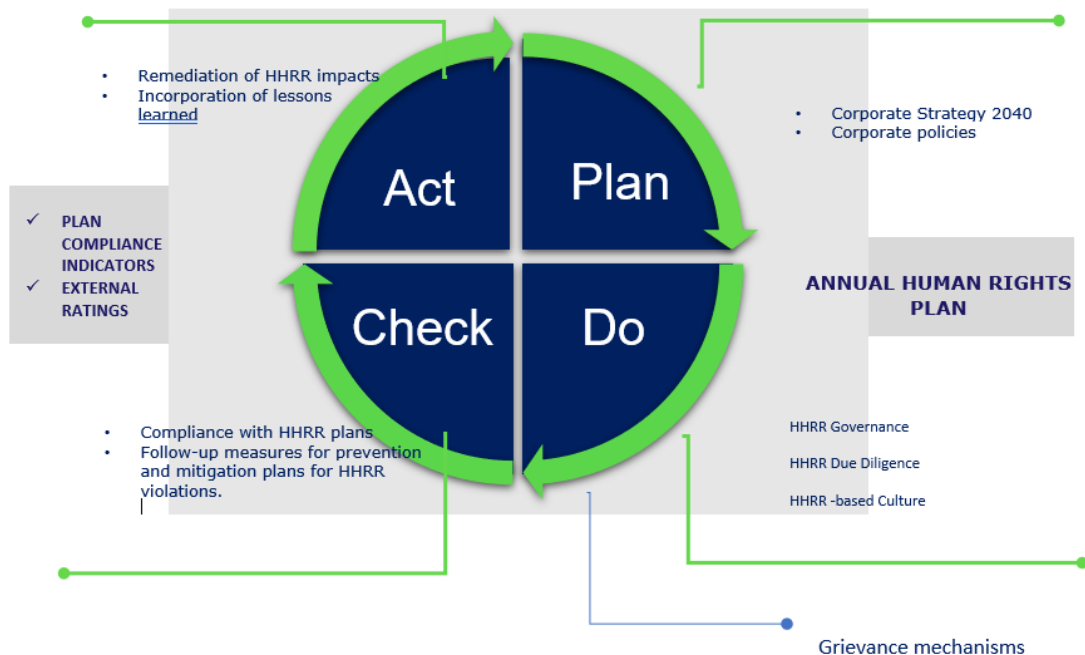 • Remediation of HHRR impacts
• Incorporation of lessons
learned
• Corporate Strategy 2040
• Corporate policies
Act
Plan
✓ PLAN
COMPLIANCE
INDICATORS
✓ EXTERNAL
RATINGS
ANNUAL HUMAN RIGHTS
PLAN
Check
Do
• Compliance with HHRR plans
• Follow-up measures for prevention
and mitigation plans for HHRR
violations.
HHRR Governance
HHRR Due Diligence
HHRR -based Culture
Grievance mechanisms